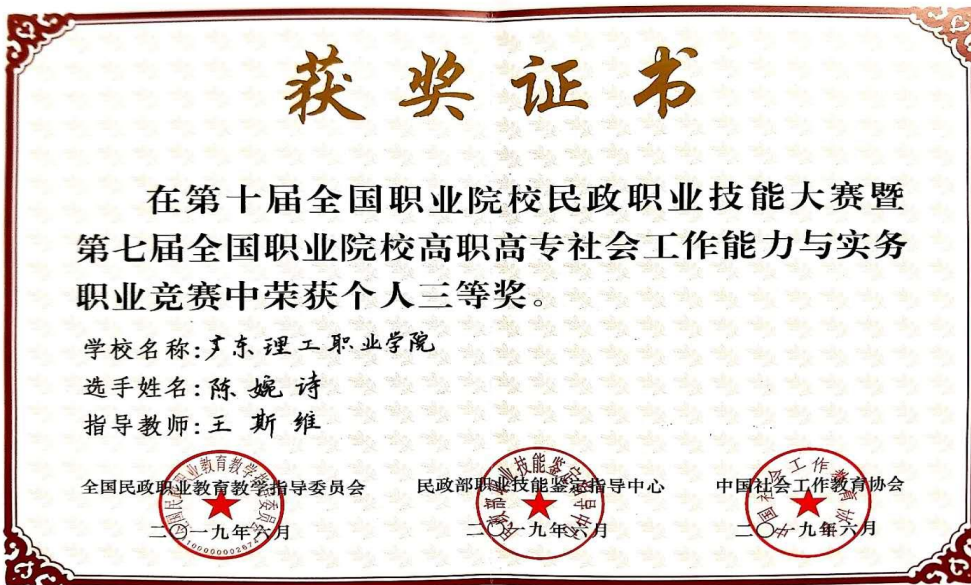 获奖证书
在第十届全国职业院校民政职业技能大赛暨
第七届全国职业院校高职高专社会工作能力与实务
职业竞赛中荣获个人三等奖。
学校名称:广东理工职业学院
选手姓名:陈婉诗
指导教师:王斯维
全国民政职业教育教学指导委员会
民政部职业技能鉴定指导中心
中国社会工作教育协会
二〇一九年六月
二〇一九年六月
二〇一九年六月